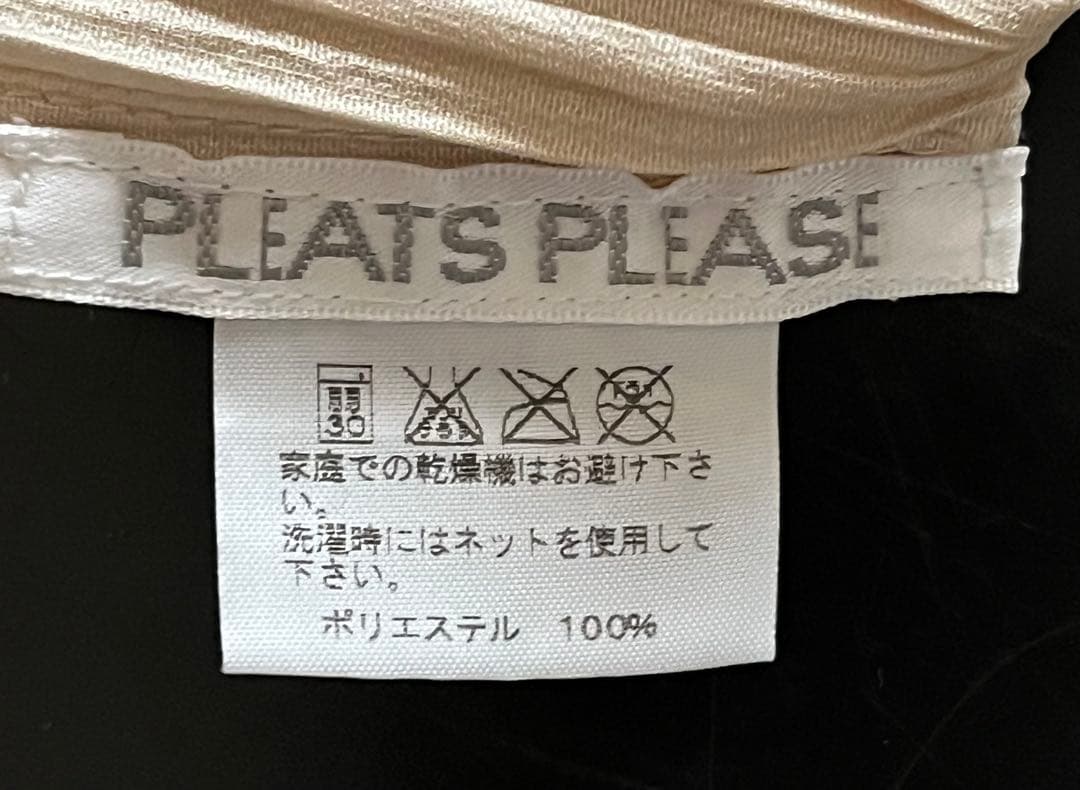 PLEATS PLEASE
30
家庭での乾燥機はお避け下さ
い。
洗濯時にはネットを使用して
下さい。
ポリエステル 100%